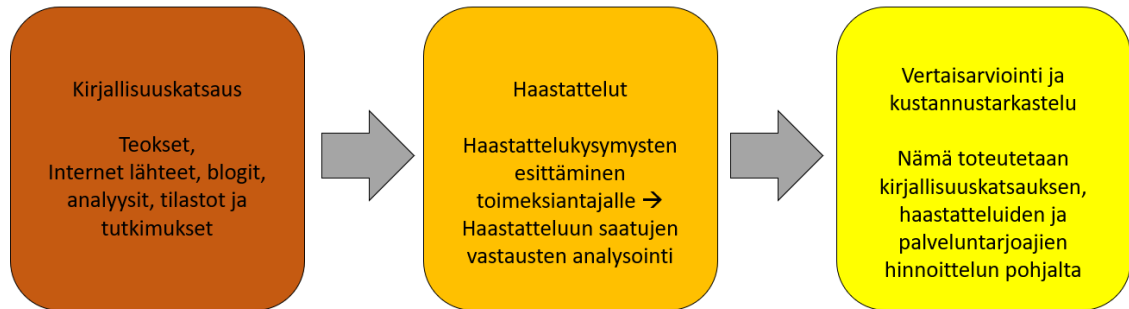 Kirjallisuuskatsaus
Teokset,
Internet lähteet, blogit,
analyysit, tilastot ja
tutkimukset
Haastattelut
Haastattelukysymysten
esittäminen
toimeksiantajalle →
Haastatteluun saatujen
vastausten analysointi
Vertaisarviointi ja
kustannustarkastelu
Nämä toteutetaan
kirjallisuuskatsauksen,
haastatteluiden ja
palveluntarjoajien
hinnoittelun pohjalta